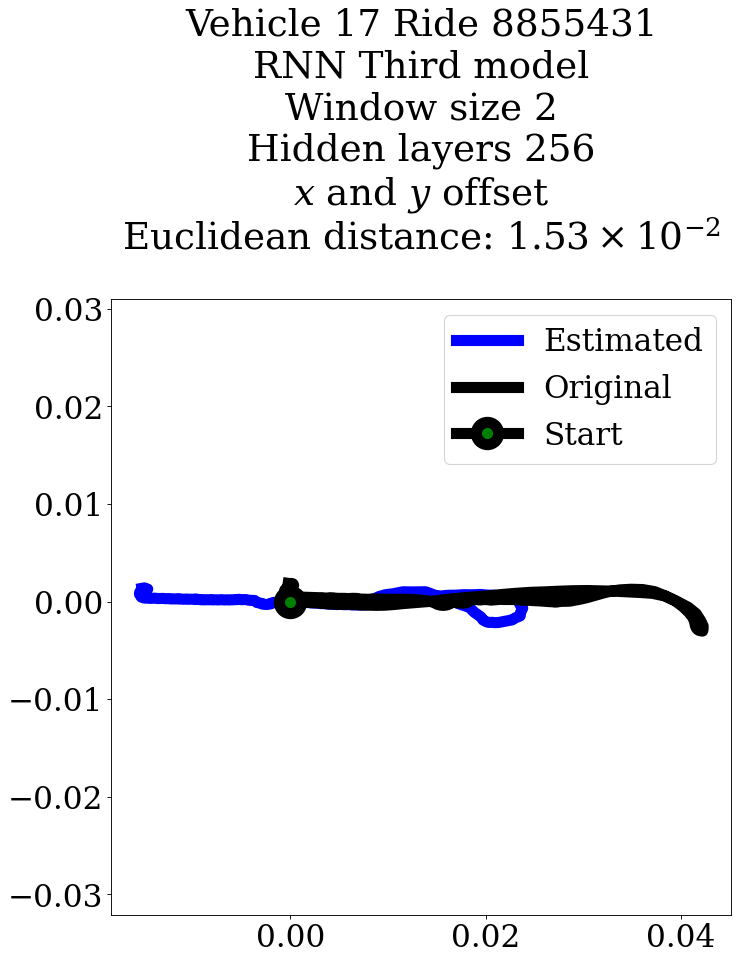 Vehicle 17 Ride 8855431
RNN Third model
Window size 2
Hidden layers 256
x and y offset
Euclidean distance: 1.53 × 10⁻²
0.03
0.02
0.01
0.00
−0.01
−0.02
−0.03
Estimated
Original
Start
0.00 0.02 0.04